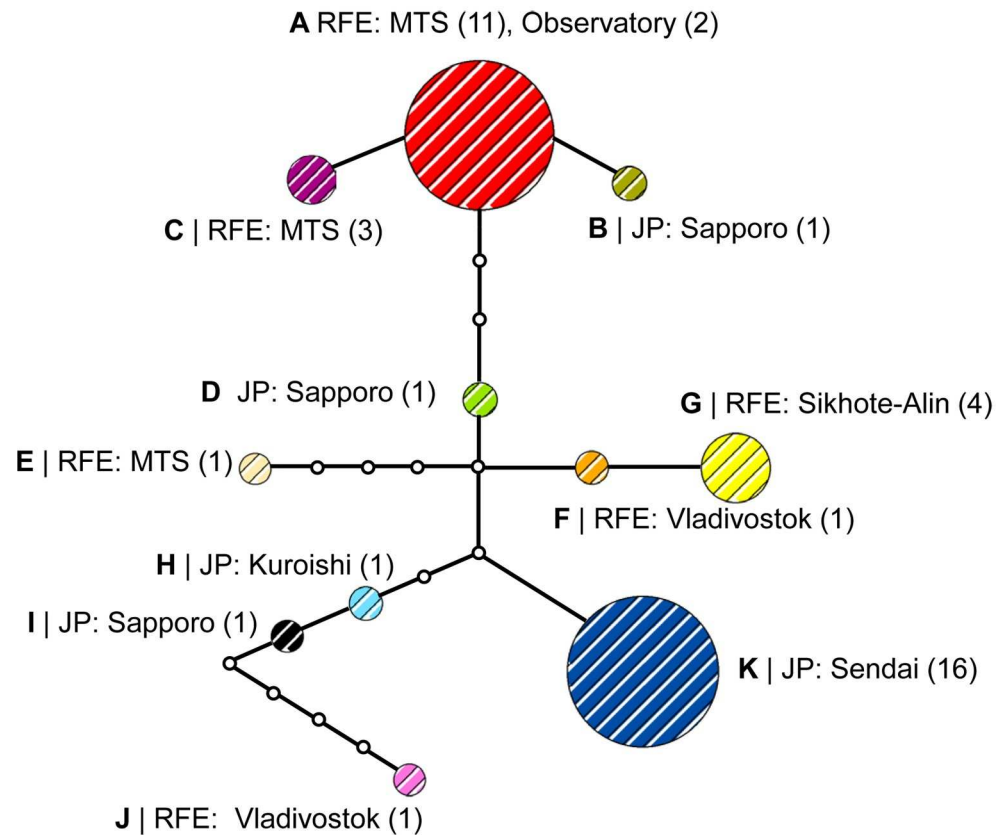 A RFE: MTS (11), Observatory (2)
C | RFE: MTS (3)
B | JP: Sapporo (1)
D JP: Sapporo (1)
G | RFE: Sikhote-Alin (4)
E | RFE: MTS (1)
F | RFE: Vladivostok (1)
H | JP: Kuroishi (1)
I | JP: Sapporo (1)
K | JP: Sendai (16)
J | RFE: Vladivostok (1)